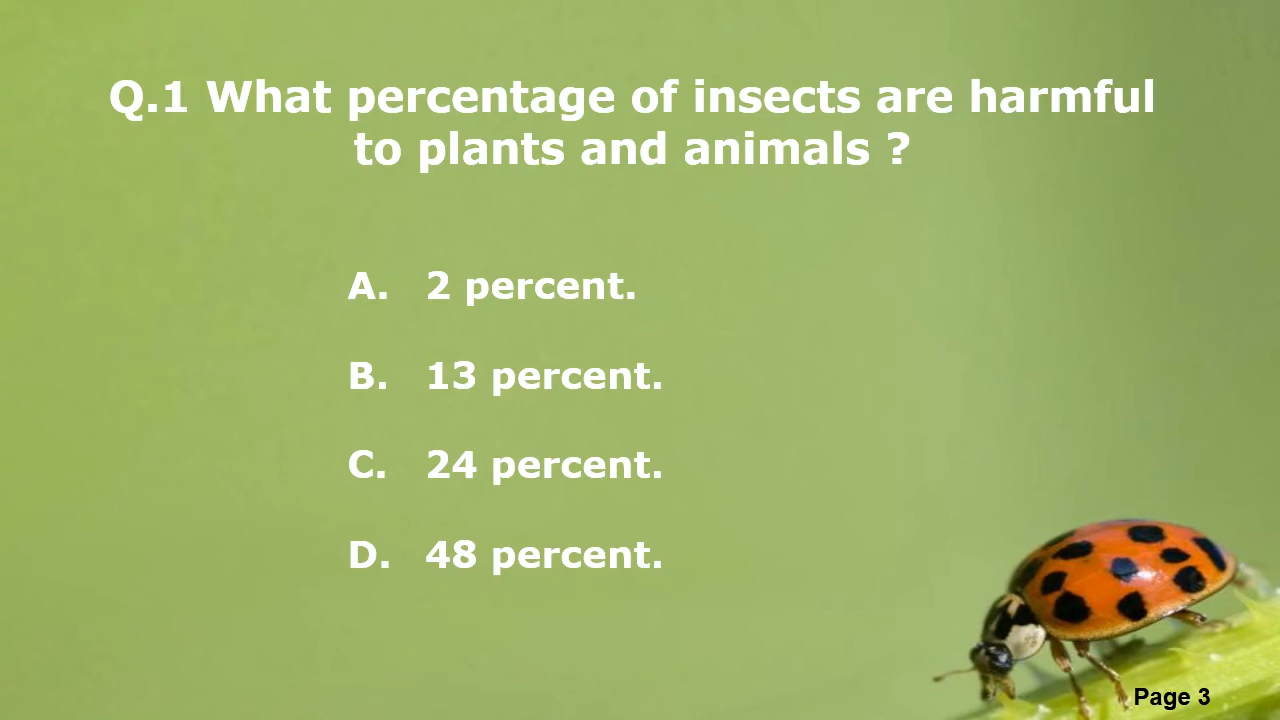 Q.1 What percentage of insects are harmful
to plants and animals ?
A. 2 percent.
B. 13 percent.
C. 24 percent.
D. 48 percent.
Page 3